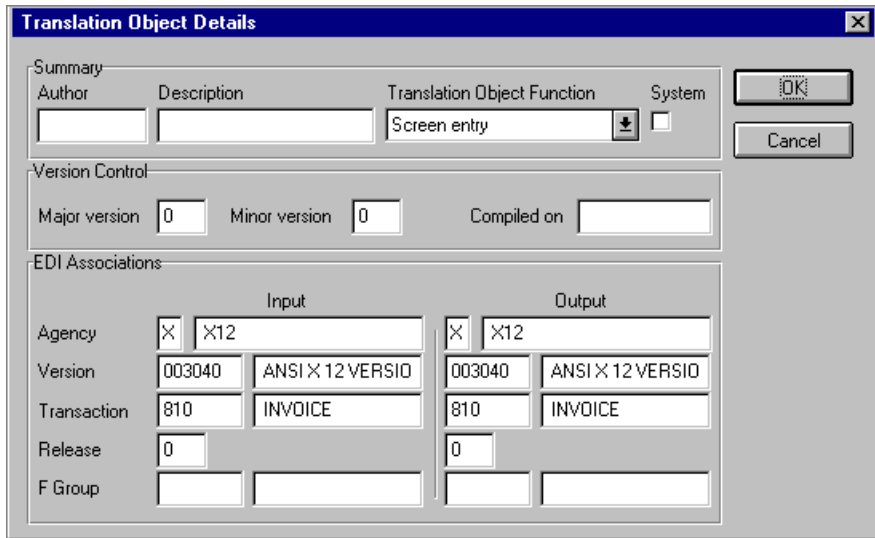 Translation Object Details
Summary
Author Description Translation Object Function System
Screen entry
OK
Cancel
Version Control
Major version 0 Minor version 0 Compiled on
EDI Associations
Input Output
Agency X X12 X X12
Version 003040 ANSI X 12 VERSIO 003040 ANSI X 12 VERSIO
Transaction 810 INVOICE 810 INVOICE
Release 0 0
F Group